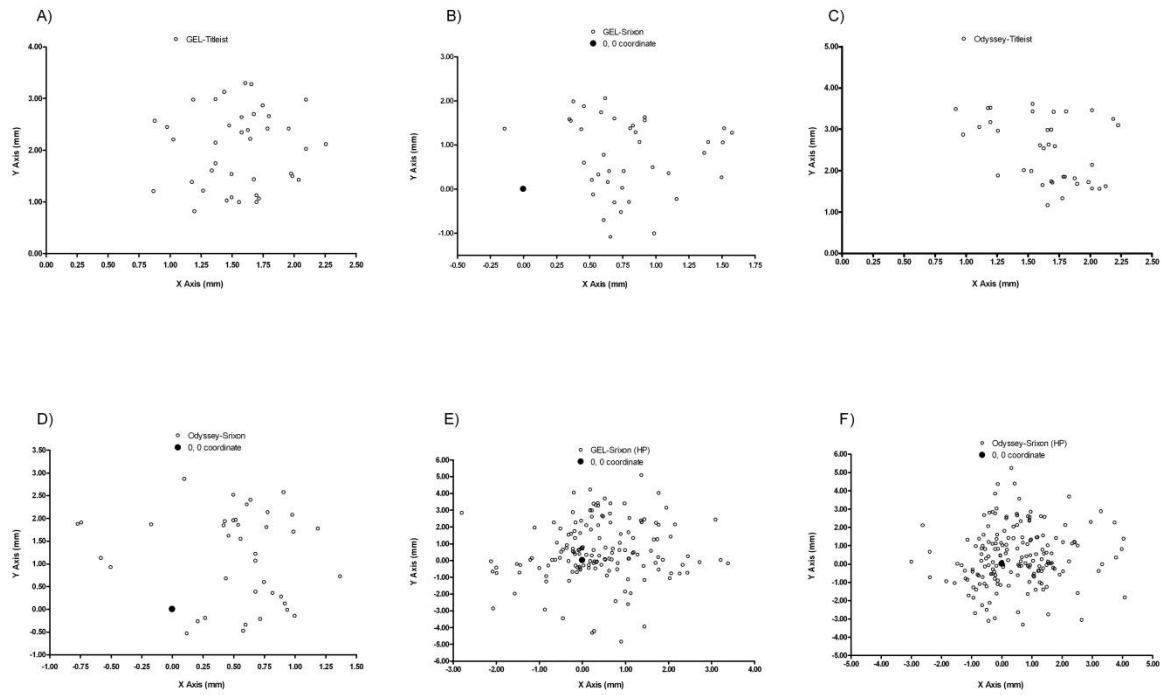 A)
GEL-Titleist
4.00
3.00
2.00
1.00
0.00
Y Axis (mm)
0.00 0.25 0.50 0.75 1.00 1.25 1.50 1.75 2.00 2.25 2.50
X Axis (mm)
B)
GEL-Srixon
0, 0 coordinate
3.00
2.00
1.00
0.00
-1.00
Y Axis (mm)
-0.50 -0.25 0.00 0.25 0.50 0.75 1.00 1.25 1.50 1.75
X Axis (mm)
C)
Odyssey-Titleist
5.00
4.00
3.00
2.00
1.00
0.00
Y Axis (mm)
0.00 0.25 0.50 0.75 1.00 1.25 1.50 1.75 2.00 2.25 2.50
X Axis (mm)
D)
Odyssey-Srixon
0, 0 coordinate
3.50
3.00
2.50
2.00
1.50
1.00
0.50
0.00
-0.50
-1.00
Y Axis (mm)
-1.00 -0.75 -0.50 -0.25 0.00 0.25 0.50 0.75 1.00 1.25 1.50
X Axis (mm)
E)
GEL-Srixon (HP)
0, 0 coordinate
6.00
5.00
4.00
3.00
2.00
1.00
0.00
-1.00
-2.00
-3.00
-4.00
-5.00
-6.00
Y Axis (mm)
-3.00 -2.00 -1.00 0.00 1.00 2.00 3.00 4.00
X Axis (mm)
F)
Odyssey-Srixon (HP)
0, 0 coordinate
6.00
5.00
4.00
3.00
2.00
1.00
0.00
-1.00
-2.00
-3.00
-4.00
-5.00
Y Axis (mm)
-5.00 -4.00 -3.00 -2.00 -1.00 0.00 1.00 2.00 3.00 4.00 5.00
X Axis (mm)